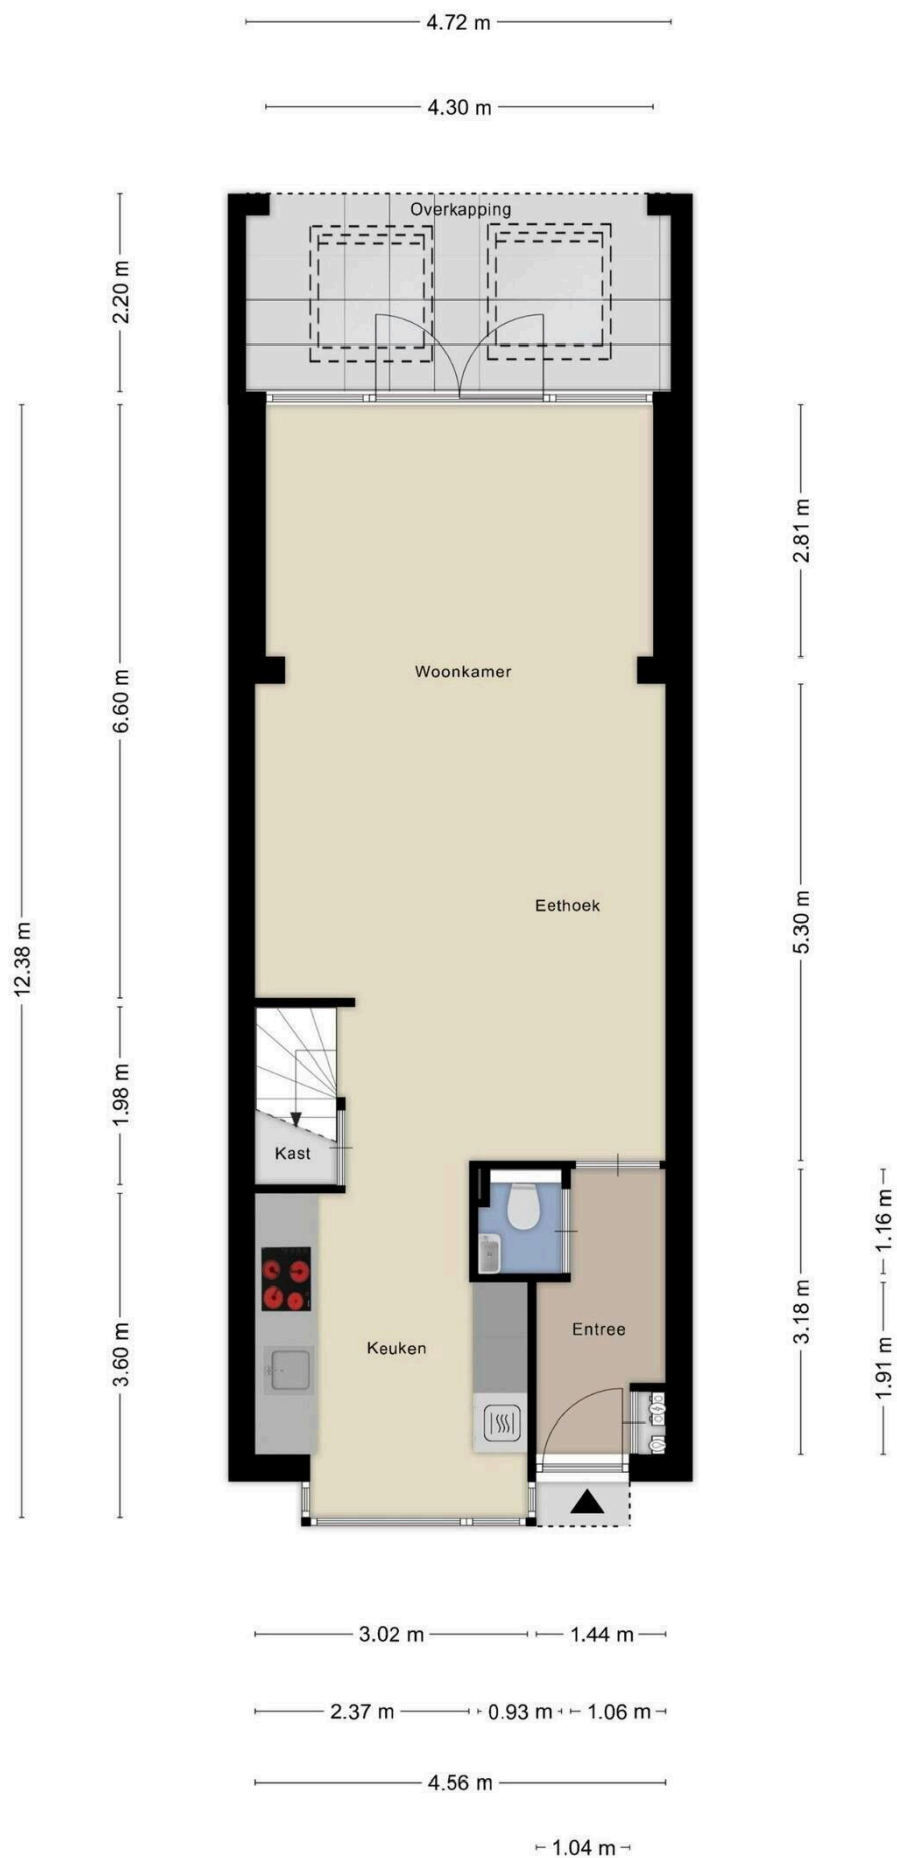 4.72 m
4.30 m
Overkapping
2.20 m
2.81 m
Woonkamer
6.60 m
Eethoek
5.30 m
12.38 m
1.98 m
Kast
1.16 m
3.18 m
Entree
Keuken
3.60 m
1.91 m
3.02 m
1.44 m
2.37 m
0.93 m
1.06 m
4.56 m
1.04 m